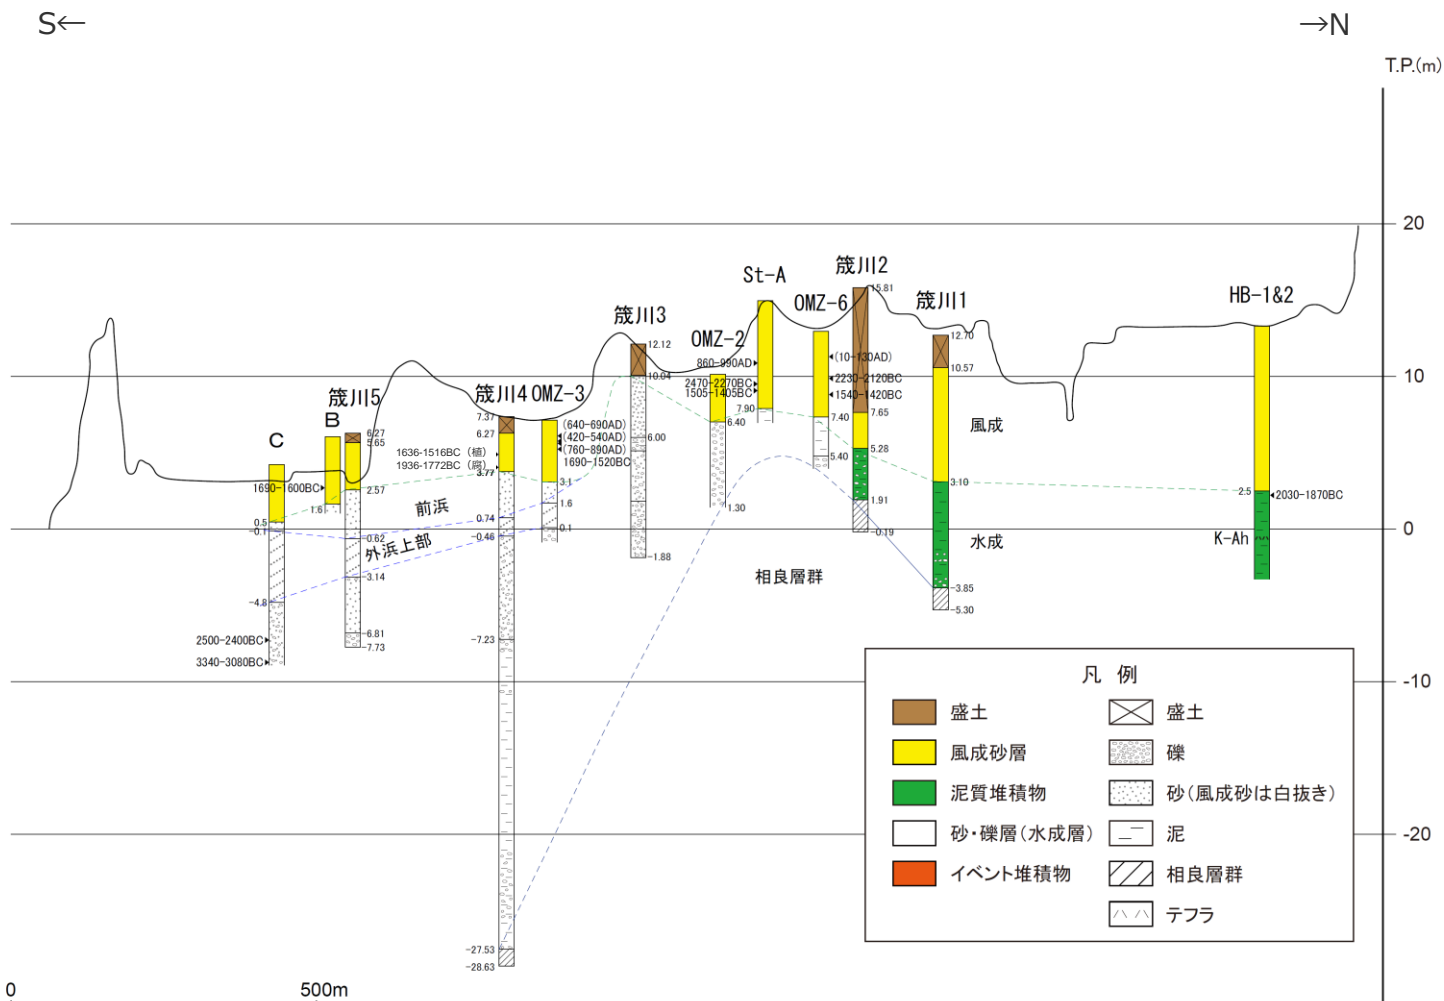 S←
→N
T.P.(m)
20
10
0
-10
-20
C
0.5
-0.1
-4.8
2500-2400BC
3340-3080BC
B
1690-1600BC
1.6
筬川5
6.27
5.65
2.57
-0.62
-3.14
-6.81
-7.73
前浜
外浜上部
筬川4
7.37
6.27
1636-1516BC（植）
1936-1772BC（腐）
3.77
0.74
-0.46
-7.23
-27.53
-28.63
OMZ-3
(640-690AD)
(420-540AD)
(760-890AD)
1690-1520BC
3.1
1.6
0.1
筬川3
12.12
10.04
6.00
-1.88
OMZ-2
6.40
1.30
St-A
860-990AD
2470-2270BC
1505-1405BC
7.90
OMZ-6
(10-130AD)
2230-2120BC
1540-1420BC
7.40
5.40
筬川2
15.81
7.65
5.28
1.91
-0.19
筬川1
12.70
10.57
3.10
-3.85
-5.30
風成
水成
相良層群
HB-1&2
2.5
2030-1870BC
K-Ah
凡 例
盛土
風成砂層
泥質堆積物
砂・礫層（水成層）
イベント堆積物
盛土
礫
砂（風成砂は白抜き）
泥
相良層群
テフラ
0
500m